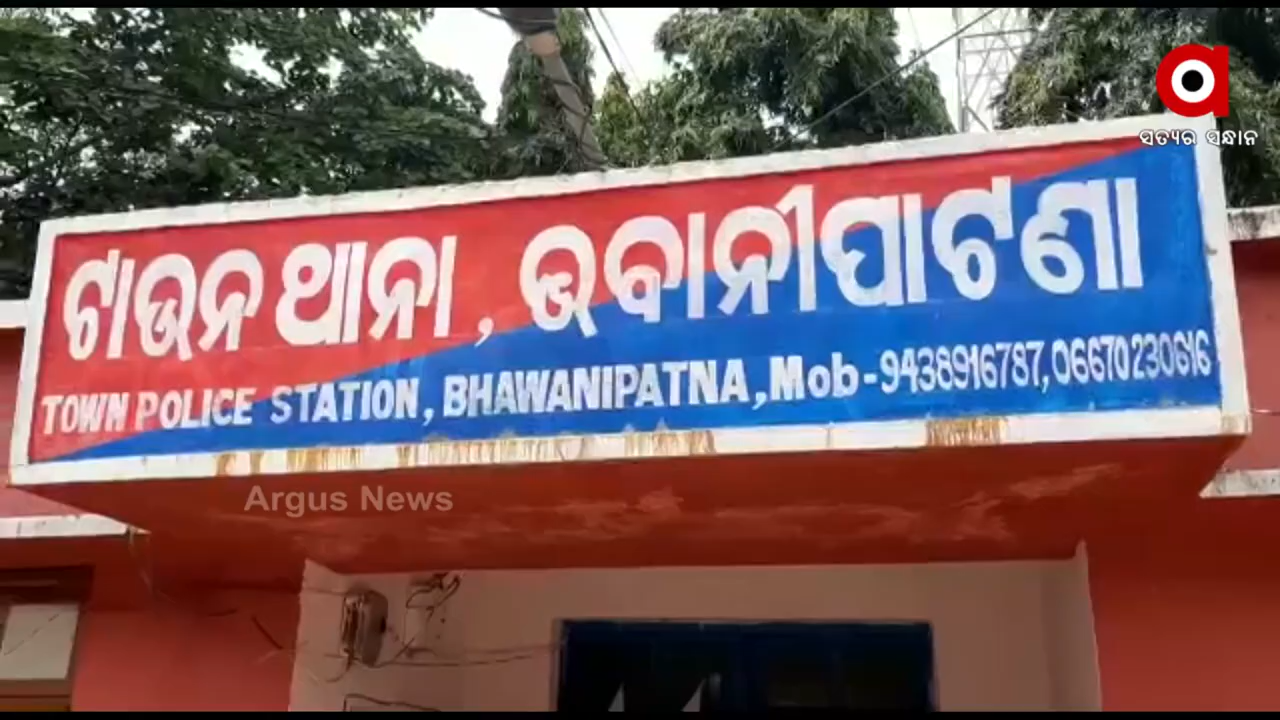 ସତ୍ୟର ସନ୍ଧାନ
ଟାଉନ ଥାନା, ଭବାନୀପାଟଣା
TOWN POLICE STATION, BHAWANIPATNA, Mob-9438916787, 06670230616
Argus News